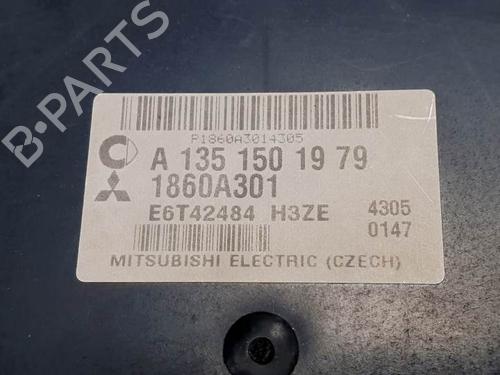 P1860A3014305
A 135 150 19 79
1860A301
E6T42484 H3ZE 4305
0147
MITSUBISHI ELECTRIC (CZECH)
B-PARTS